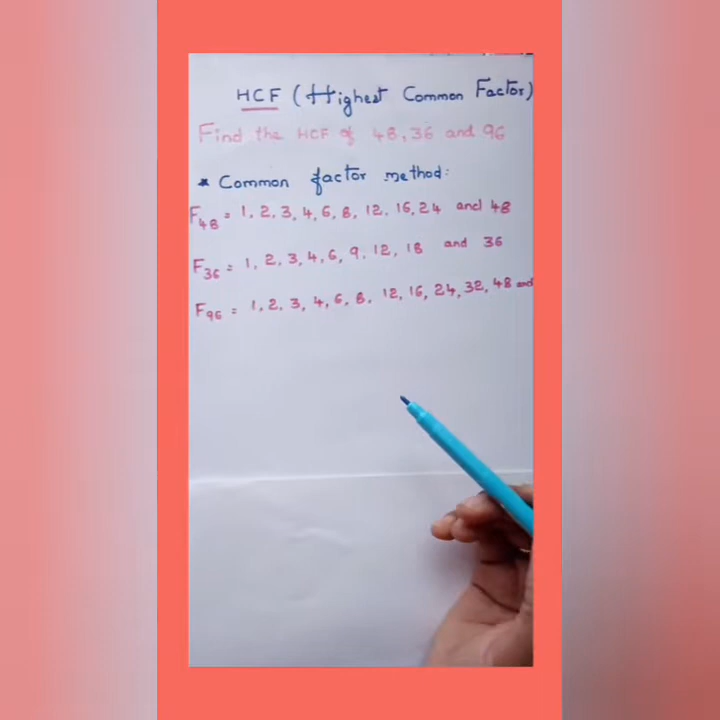 HCF (Highest Common Factor)
Find the HCF of 48,36 and 96
* Common factor method:
F48 = 1, 2, 3, 4, 6, 8, 12, 16, 24 and 48
F36 = 1, 2, 3, 4, 6, 9, 12, 18 and 36
F96 = 1, 2, 3, 4, 6, 8, 12, 16, 24, 32, 48 and